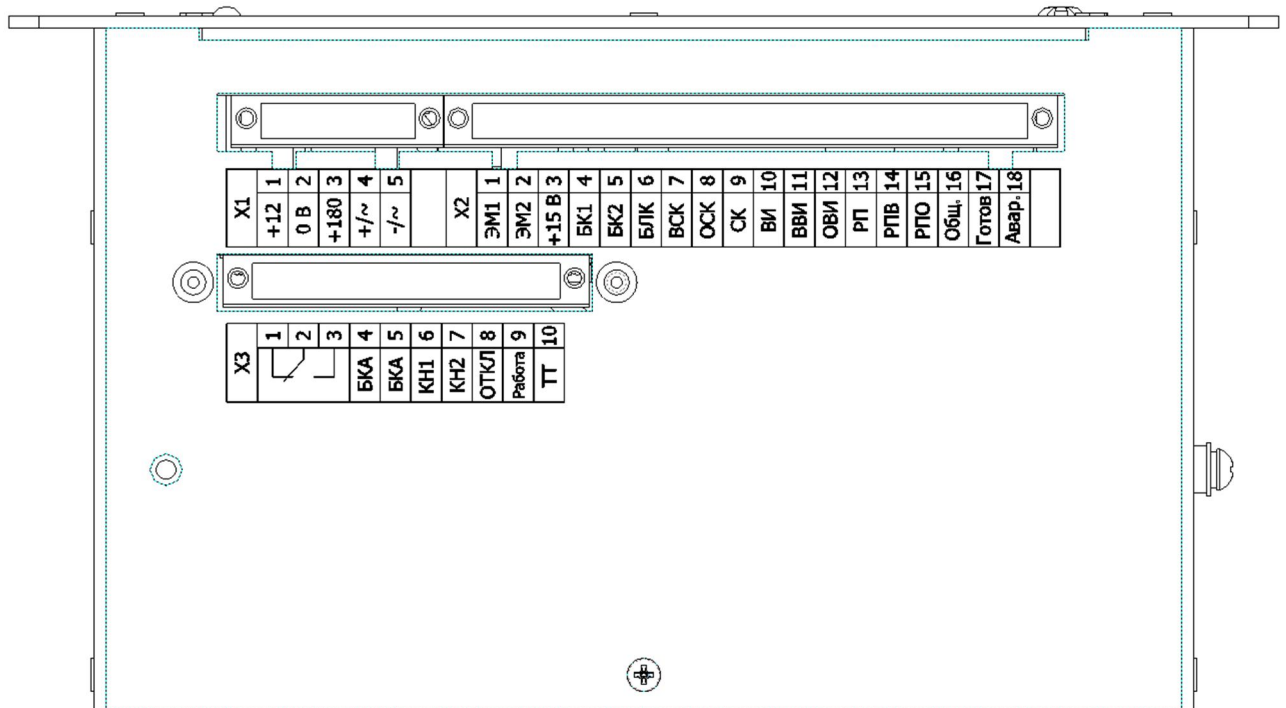 X1
+12 1
0 В 2
+180 3
+/~ 4
-/~ 5
X2
ЭМ1 1
ЭМ2 2
+15 В 3
БК1 4
БК2 5
БЛК 6
ВСК 7
ОСК 8
СК 9
ВИ 10
ВВИ 11
ОВИ 12
РП 13
РПВ 14
РПО 15
Общ. 16
Готов 17
Авар. 18
X3
1
2
3
БКА 4
БКА 5
КН1 6
КН2 7
ОТКЛ 8
Работа 9
ТТ 10